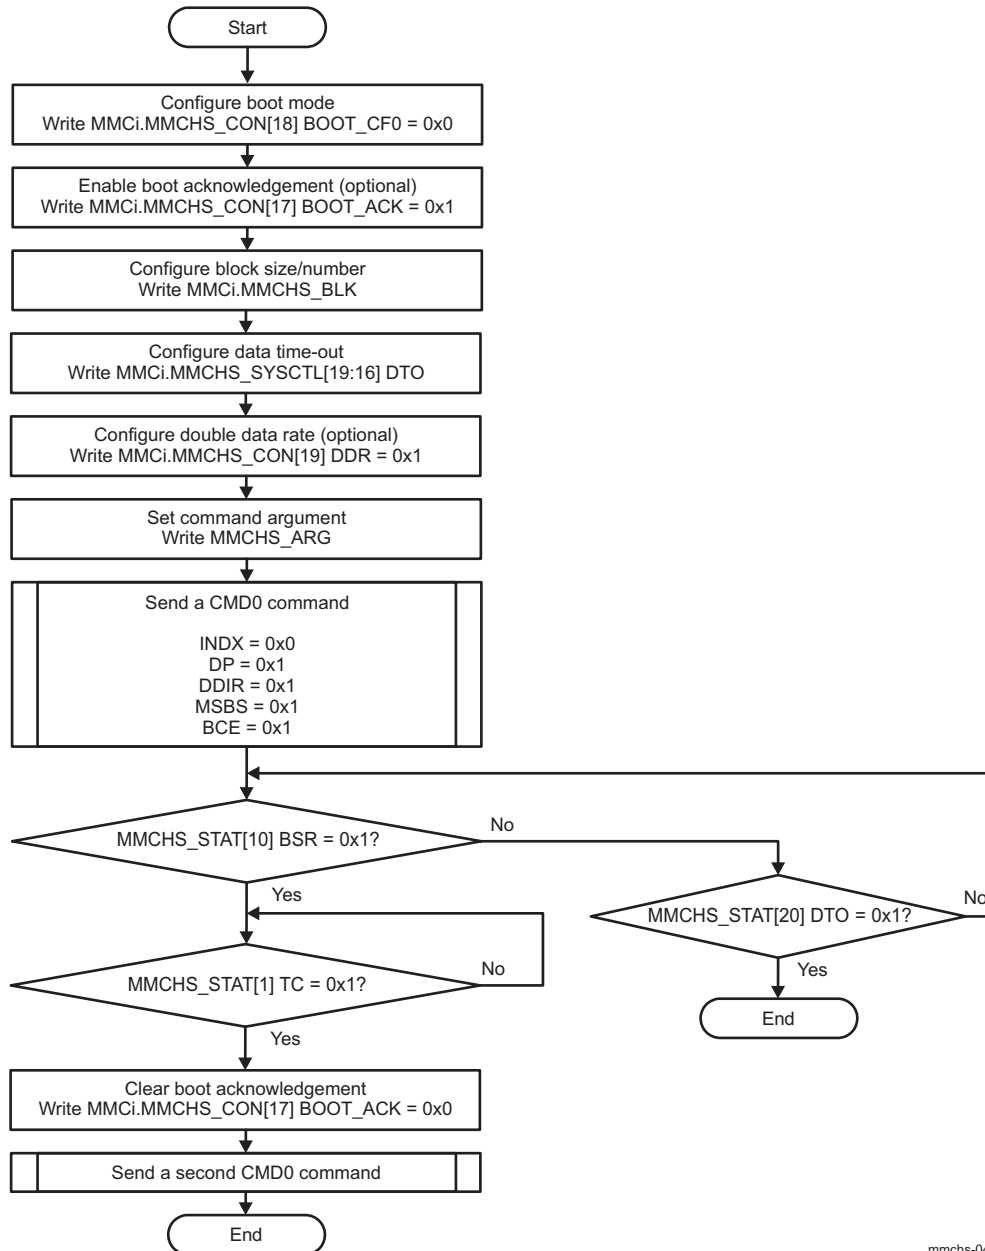 Start
Configure boot mode
Write MMCi.MMCHS_CON[18] BOOT_CF0 = 0x0
Enable boot acknowledgement (optional)
Write MMCi.MMCHS_CON[17] BOOT_ACK = 0x1
Configure block size/number
Write MMCi.MMCHS_BLK
Configure data time-out
Write MMCi.MMCHS_SYSCTL[19:16] DTO
Configure double data rate (optional)
Write MMCi.MMCHS_CON[19] DDR = 0x1
Set command argument
Write MMCHS_ARG
Send a CMD0 command
INDX = 0x0
DP = 0x1
DDIR = 0x1
MSBS = 0x1
BCE = 0x1
MMCHS_STAT[10] BSR = 0x1?
No
Yes
MMCHS_STAT[20] DTO = 0x1?
No
Yes
End
MMCHS_STAT[1] TC = 0x1?
No
Yes
Clear boot acknowledgement
Write MMCi.MMCHS_CON[17] BOOT_ACK = 0x0
Send a second CMD0 command
End